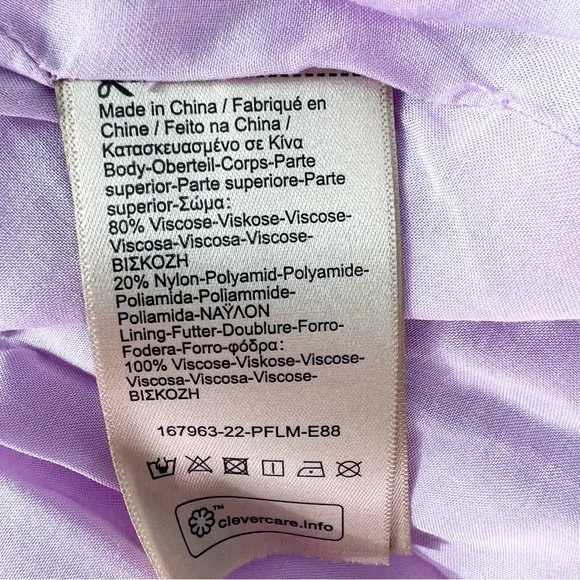 Made in China / Fabriqué en
Chine / Feito na China /
Κατασκευασμένο σε Κίνα
Body-Oberteil-Corps-Parte
superior-Parte superiore-Parte
superior-Σώμα:
80% Viscose-Viskose-Viscose-
Viscosa-Viscosa-Viscose-
ΒΙΣΚΟΖΗ
20% Nylon-Polyamid-Polyamide-
Poliamida-Poliammide-
Poliamida-ΝΑΫΛΟΝ
Lining-Futter-Doublure-Forro-
Fodera-Forro-φόδρα:
100% Viscose-Viskose-Viscose-
Viscosa-Viscosa-Viscose-
ΒΙΣΚΟΖΗ
167963-22-PFLM-E88
™ clevercare.info